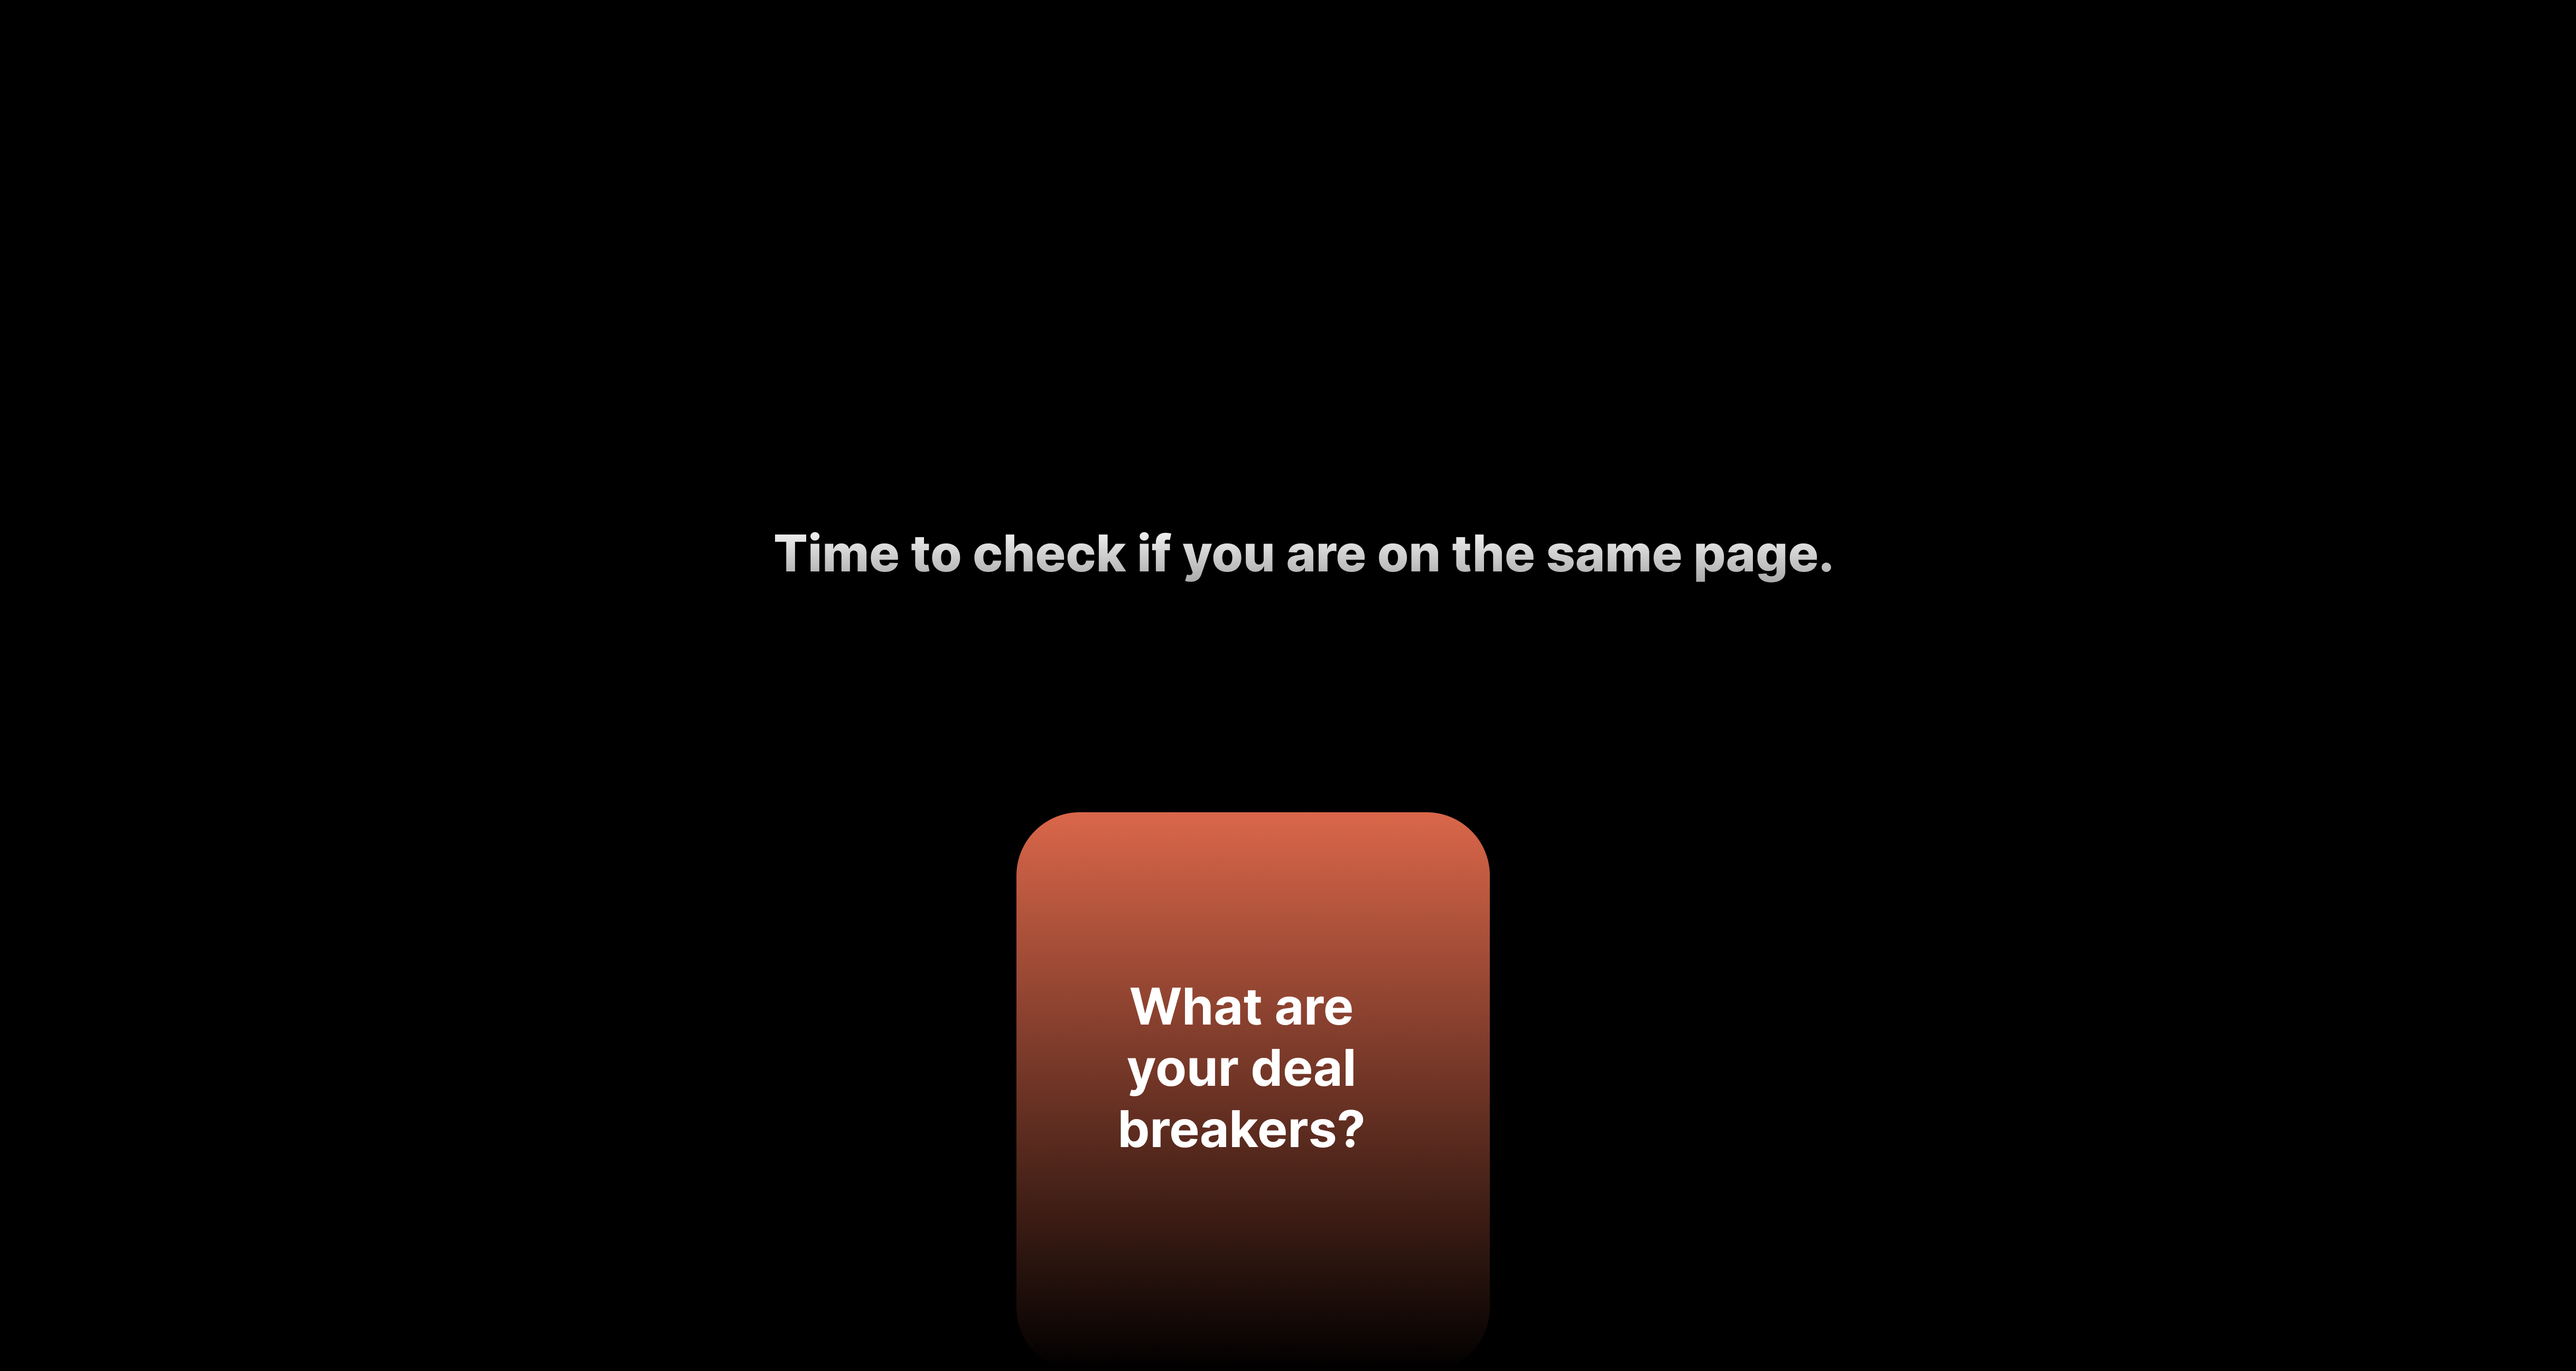 Time to check if you are on the same page.
What are
your deal
breakers?